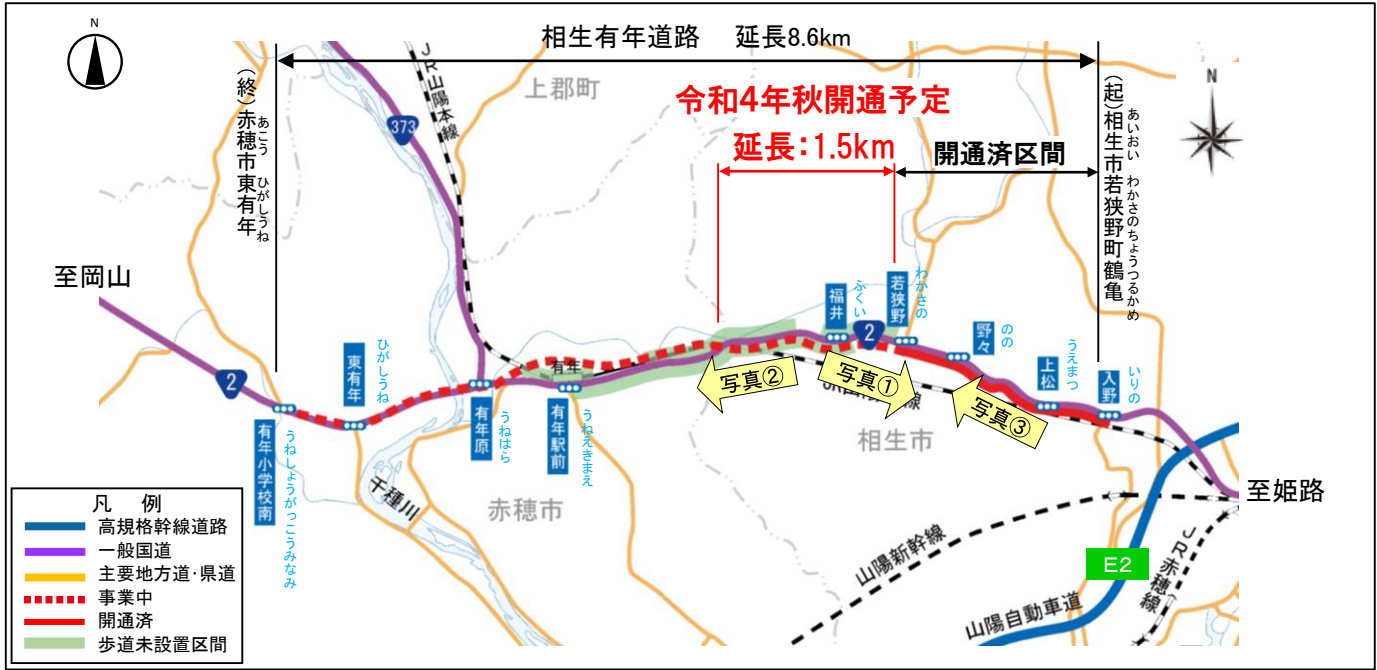 N
相生有年道路 延長8.6km
N
令和4年秋開通予定
延長:1.5km
開通済区間
(終)赤穂市東有年
あこう ひがしうね
(起)相生市若狭野町鶴亀
あいおい わかさのちょうつるかめ
上郡町
JR山陽本線
373
至岡山
至姫路
2
有年小学校南
うねしょうがっこうみなみ
東有年
ひがしうね
有年原
うねはら
有年
有年駅前
うねえきまえ
福井
ふくい
2
若狭野
わかさの
野々
のの
上松
うえまつ
入野
いりの
写真②
写真①
写真③
相生市
赤穂市
千種川
山陽新幹線
山陽自動車道
E2
JR赤穂線
凡 例
高規格幹線道路
一般国道
主要地方道・県道
事業中
開通済
歩道未設置区間